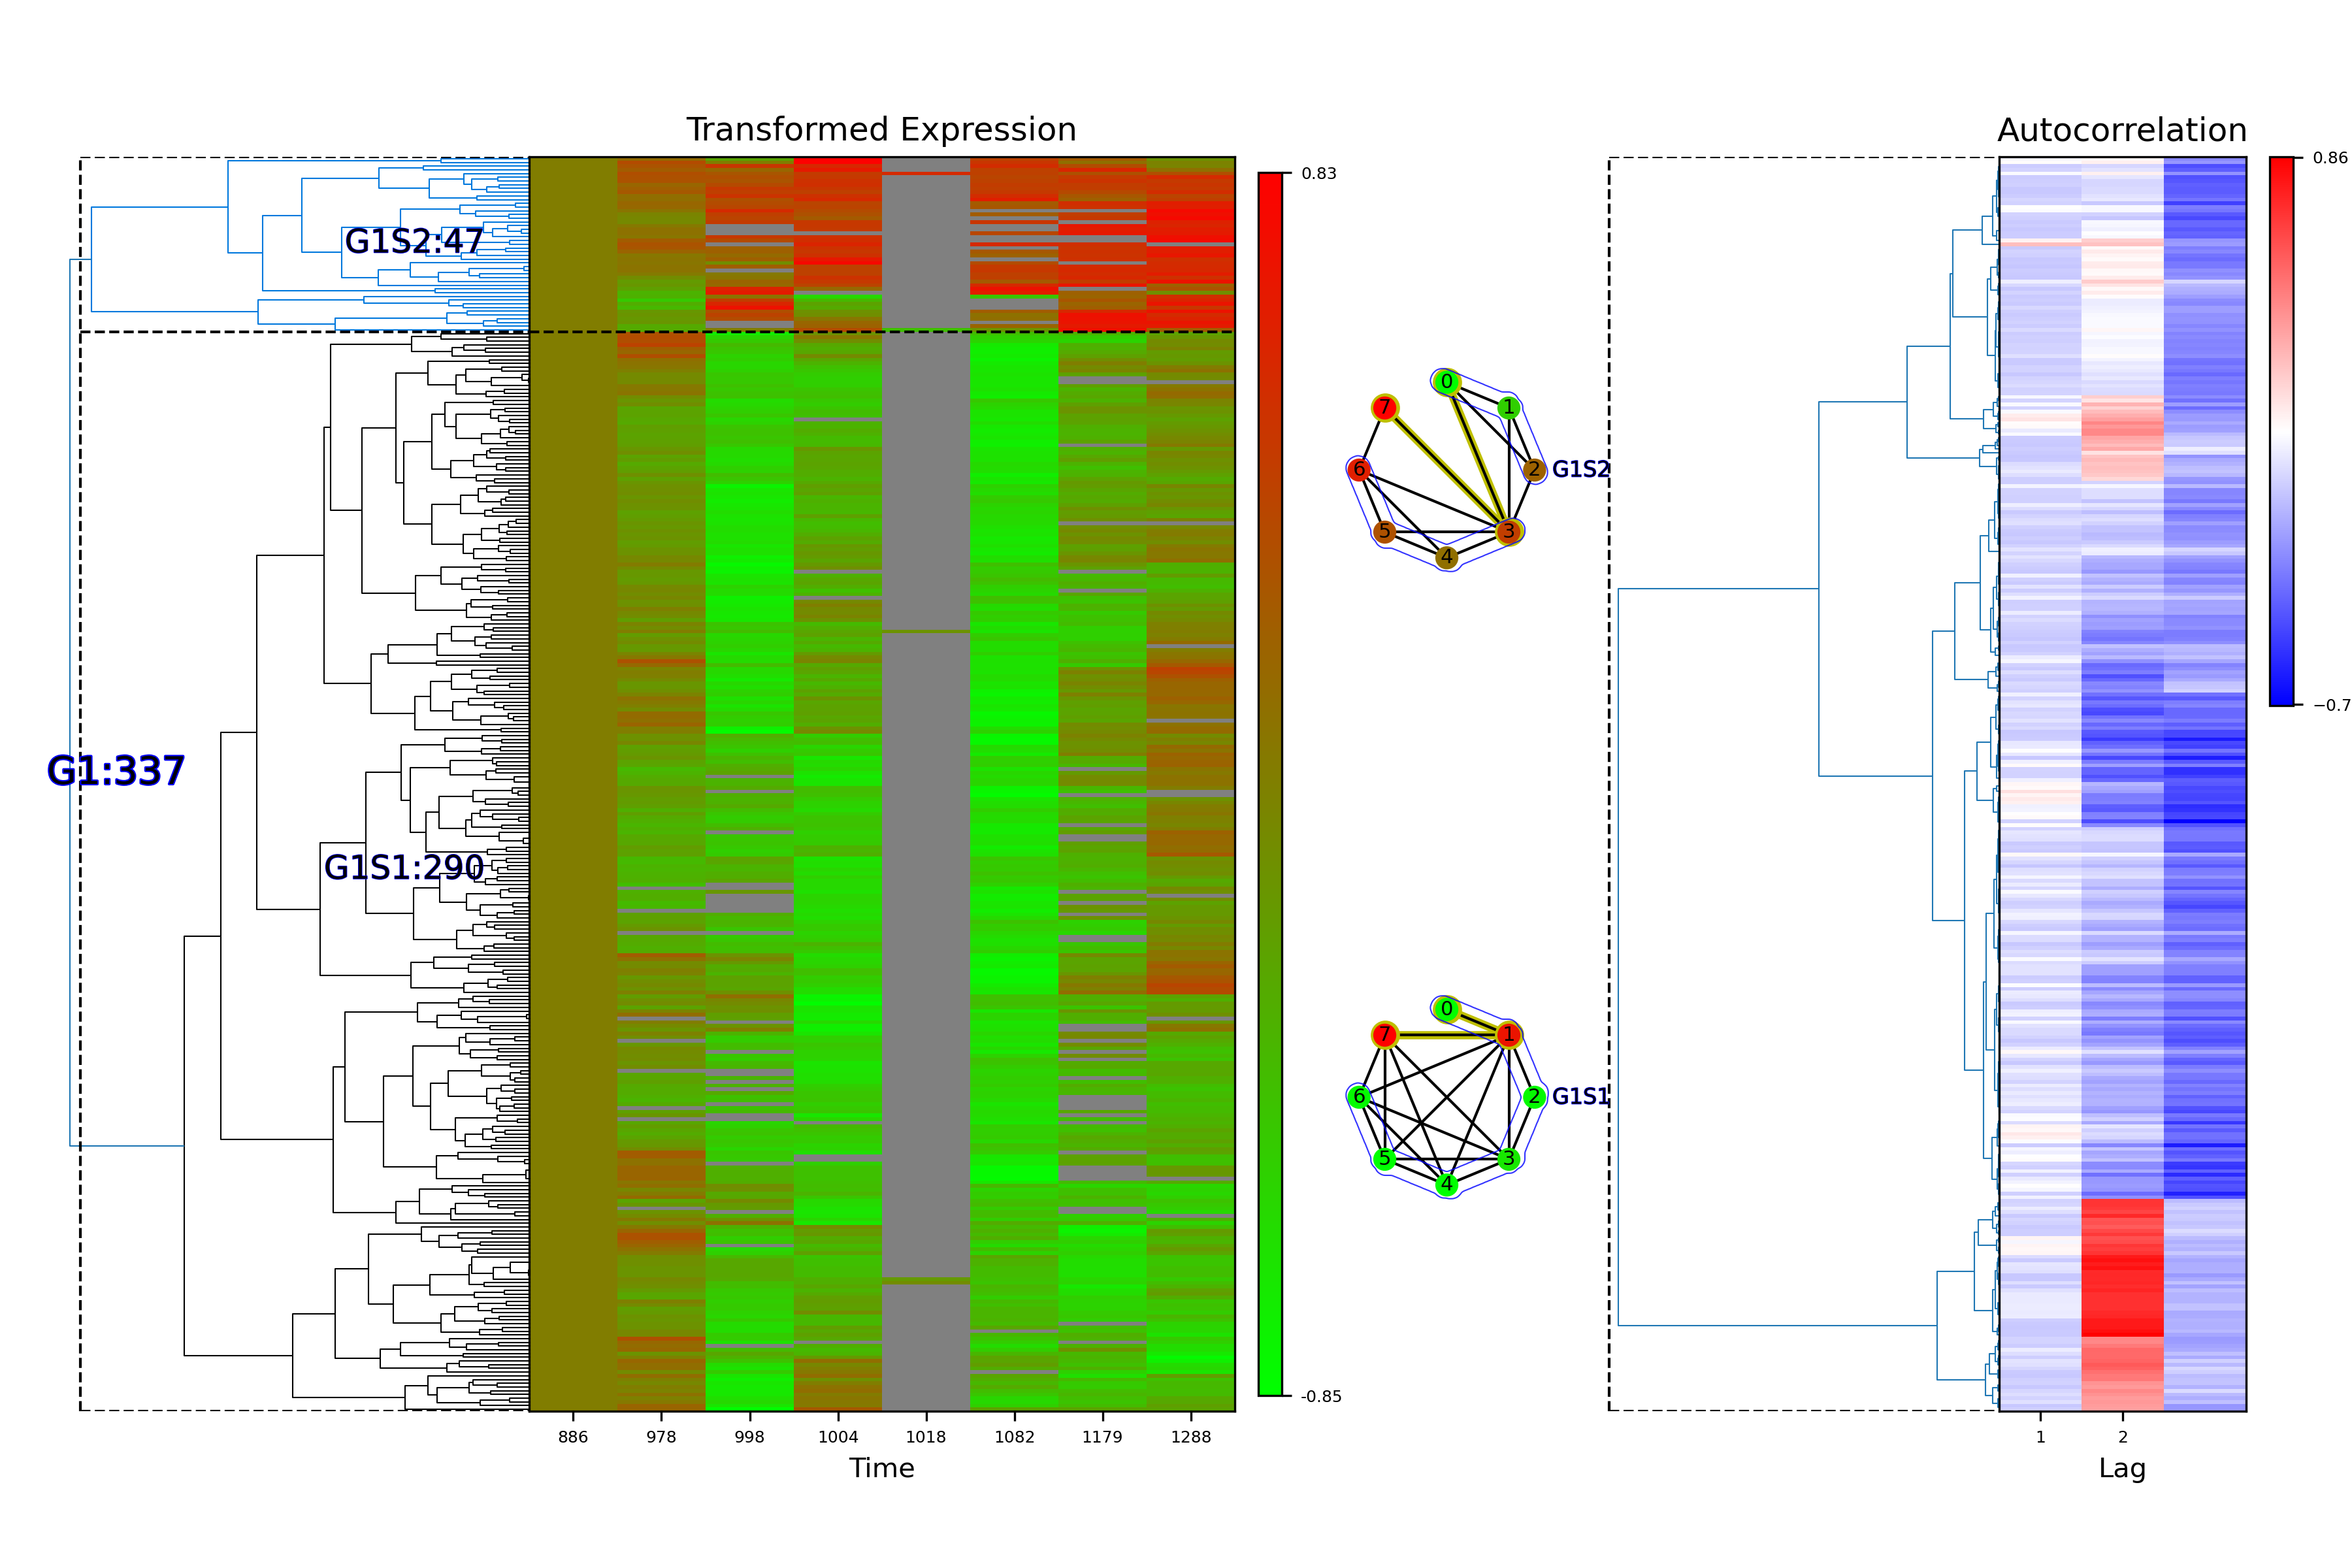 Transformed Expression
Autocorrelation
0.83
0.86
G1S2:47
0
7
1
6
2
G1S2
5
3
4
−0.7
G1:337
G1S1:290
0
7
1
6
2
G1S1
5
3
4
-0.85
886 978 998 1004 1018 1082 1179 1288
1 2
Time
Lag